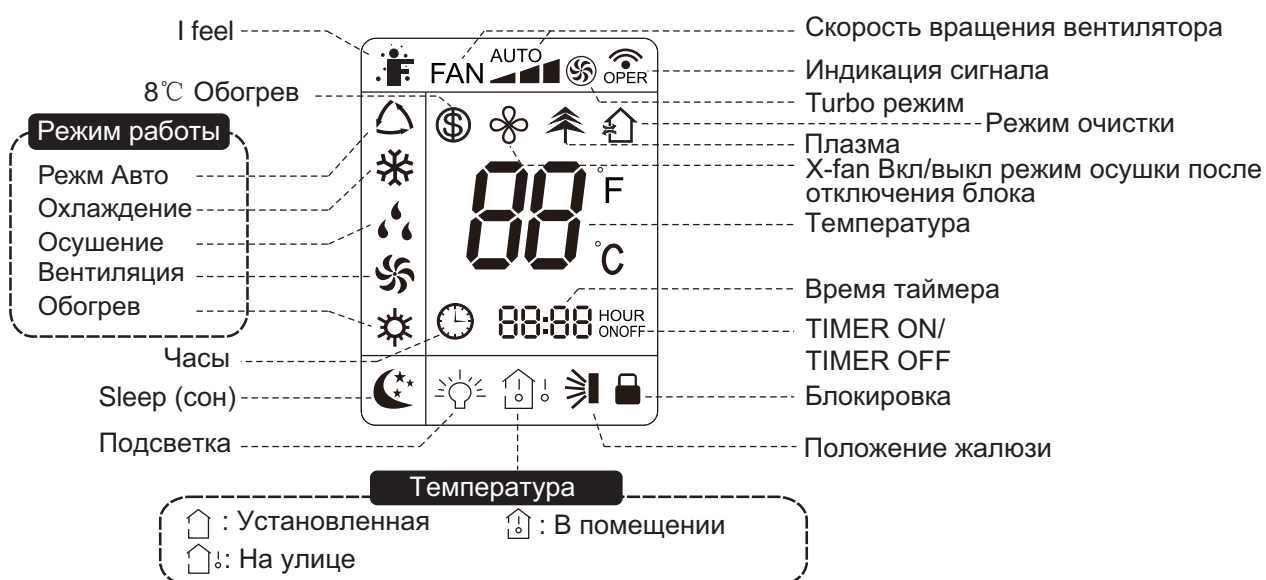 I feel
8℃ Обогрев
Режим работы
Режм Авто
Охлаждение
Осушение
Вентиляция
Обогрев
Часы
Sleep (сон)
Подсветка
FAN
AUTO
OPER
°F
88
°C
88:88
HOUR
ONOFF
Скорость вращения вентилятора
Индикация сигнала
Turbo режим
Режим очистки
Плазма
X-fan Вкл/выкл режим осушки после
отключения блока
Температура
Время таймера
TIMER ON/
TIMER OFF
Блокировка
Положение жалюзи
Температура
: Установленная
: В помещении
: На улице